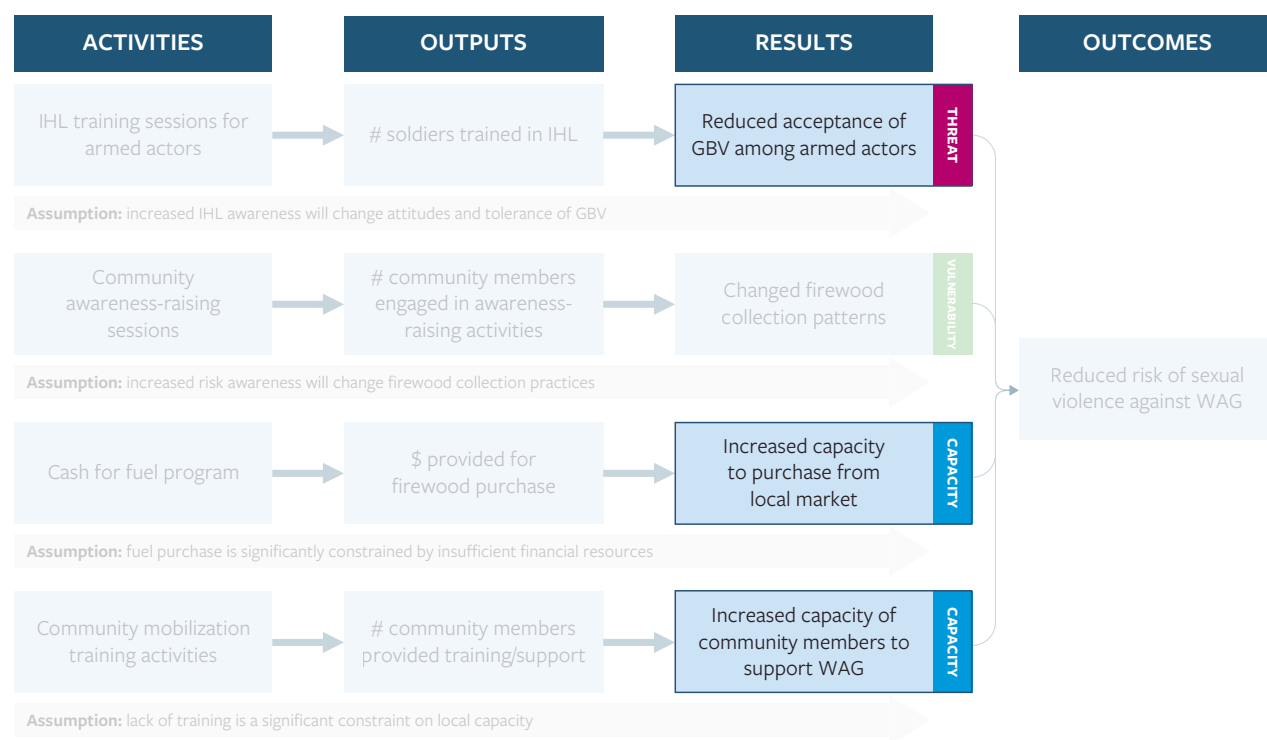 ACTIVITIES
OUTPUTS
RESULTS
OUTCOMES
IHL training sessions for
armed actors
# soldiers trained in IHL
Reduced acceptance of
GBV among armed actors
THREAT
Assumption: increased IHL awareness will change attitudes and tolerance of GBV
Community
awareness-raising
sessions
# community members
engaged in awareness-
raising activities
Changed firewood
collection patterns
VULNERABILITY
Assumption: increased risk awareness will change firewood collection practices
Reduced risk of sexual
violence against WAG
Cash for fuel program
$ provided for
firewood purchase
Increased capacity
to purchase from
local market
CAPACITY
Assumption: fuel purchase is significantly constrained by insufficient financial resources
Community mobilization
training activities
# community members
provided training/support
Increased capacity of
community members to
support WAG
CAPACITY
Assumption: lack of training is a significant constraint on local capacity